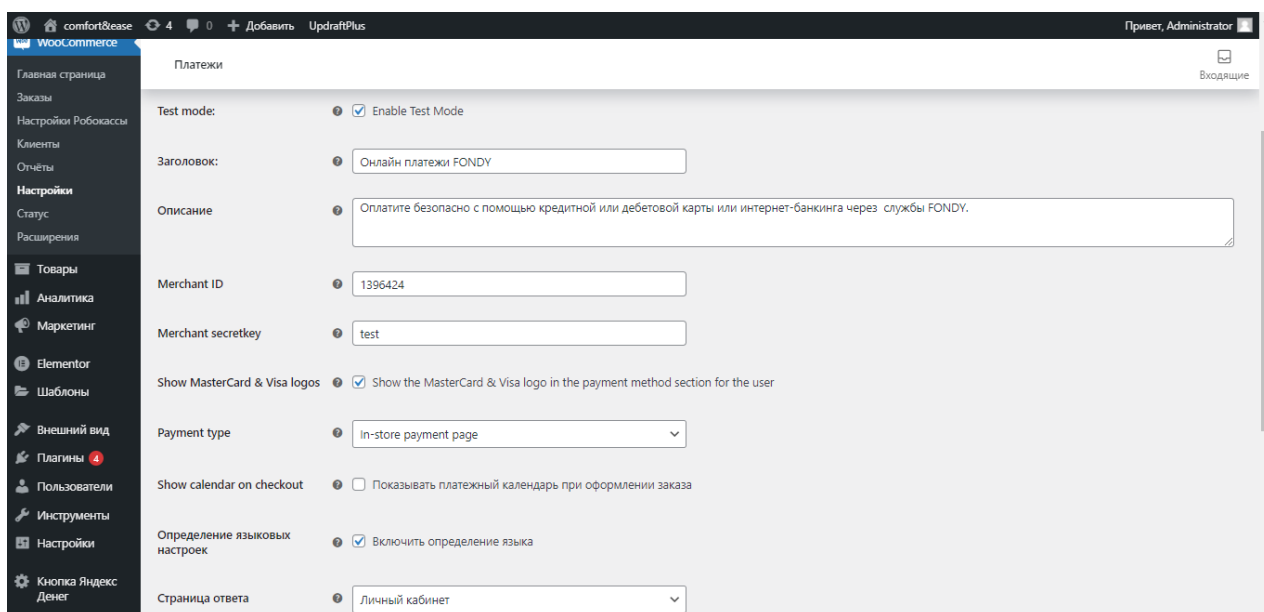 comfort&ease 4 0 Добавить UpdraftPlus Привет, Administrator
WooCommerce
Главная страница
Заказы
Настройки Робокассы
Клиенты
Отчёты
Настройки
Статус
Расширения
Товары
Аналитика
Маркетинг
Elementor
Шаблоны
Внешний вид
Плагины 4
Пользователи
Инструменты
Настройки
Кнопка Яндекс
Денег
Платежи
Входящие
Test mode: Enable Test Mode
Заголовок: Онлайн платежи FONDY
Описание Оплатите безопасно с помощью кредитной или дебетовой карты или интернет-банкинга через службы FONDY.
Merchant ID 1396424
Merchant secretkey test
Show MasterCard & Visa logos Show the MasterCard & Visa logo in the payment method section for the user
Payment type In-store payment page
Show calendar on checkout Показывать платежный календарь при оформлении заказа
Определение языковых
настроек Включить определение языка
Страница ответа Личный кабинет